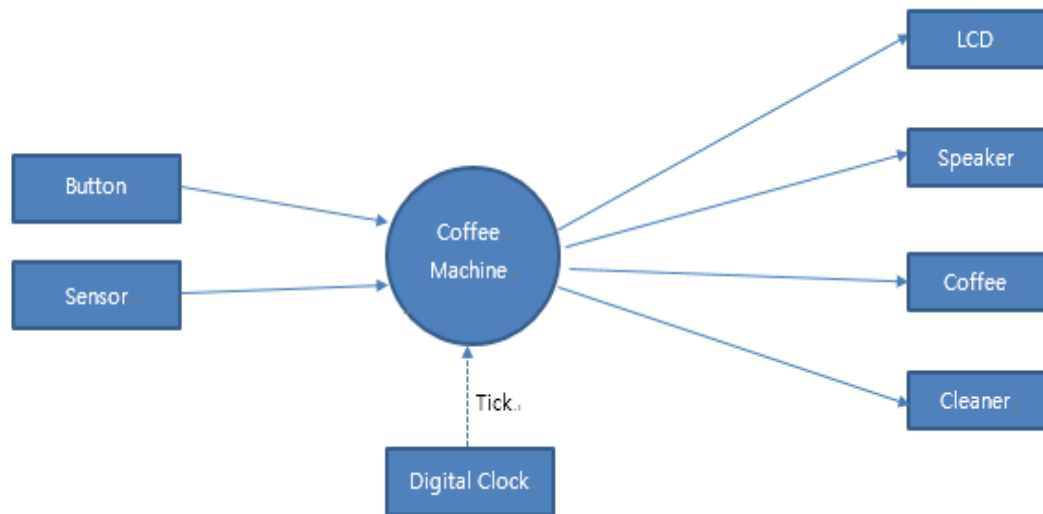 LCD
Speaker
Button
Coffee
Machine
Sensor
Coffee
Tick
Cleaner
Digital Clock